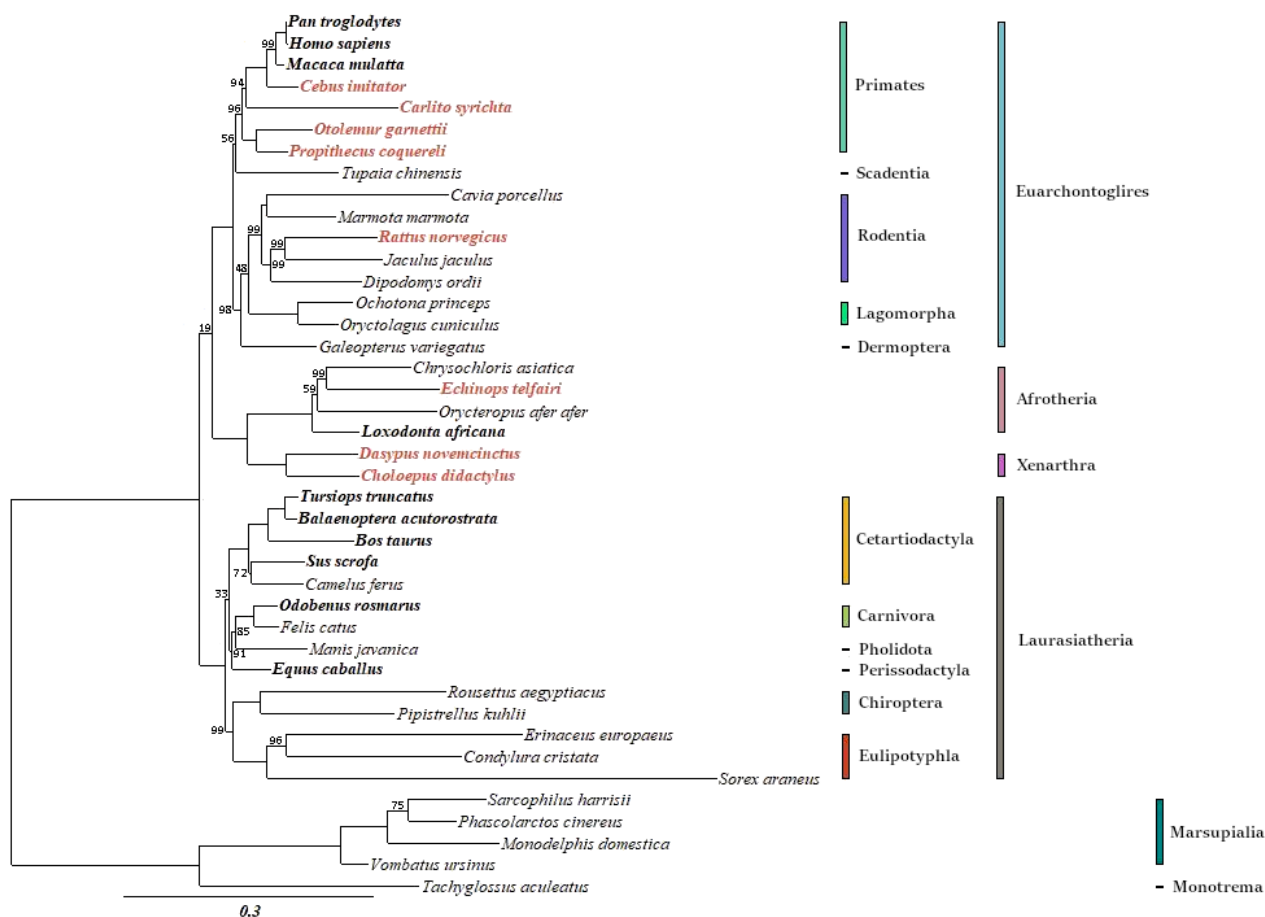 Pan troglodytes
99
Homo sapiens
Macaca mulatta
94
Cebus imitator
Primates
96
Carlito syrichta
56
Otolemur garnettii
Propithecus coquereli
Tupaia chinensis
Scadentia
Cavia porcellus
Euarchontoglires
Marmota marmota
99
99
Rattus norvegicus
Rodentia
48
99
Jaculus jaculus
Dipodomys ordii
98
Ochotona princeps
Lagomorpha
19
Oryctolagus cuniculus
Galeopterus variegatus
Dermoptera
99
Chrysochloris asiatica
59
Echinops telfairi
Afrotheria
Orycteropus afer afer
Loxodonta africana
Dasypus novemcinctus
Xenarthra
Choloepus didactylus
Tursiops truncatus
Balaenoptera acutorostrata
Bos taurus
Cetartiodactyla
Sus scrofa
72
Camelus ferus
33
Odobenus rosmarus
Carnivora
85
Felis catus
Laurasiatheria
91
Manis javanica
Pholidota
Equus caballus
Perissodactyla
Rousettus aegyptiacus
Chiroptera
Pipistrellus kuhlii
99
96
Erinaceus europaeus
Condylura cristata
Eulipotyphla
Sorex araneus
75
Sarcophilus harrisii
Phascolarctos cinereus
Marsupialia
Monodelphis domestica
Vombatus ursinus
Tachyglossus aculeatus
Monotrema
0.3